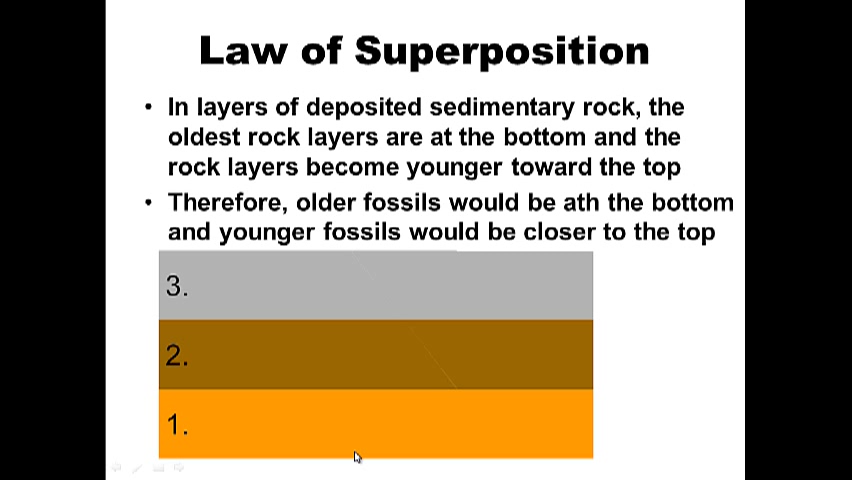 Law of Superposition
• In layers of deposited sedimentary rock, the
oldest rock layers are at the bottom and the
rock layers become younger toward the top
• Therefore, older fossils would be ath the bottom
and younger fossils would be closer to the top
3.
2.
1.